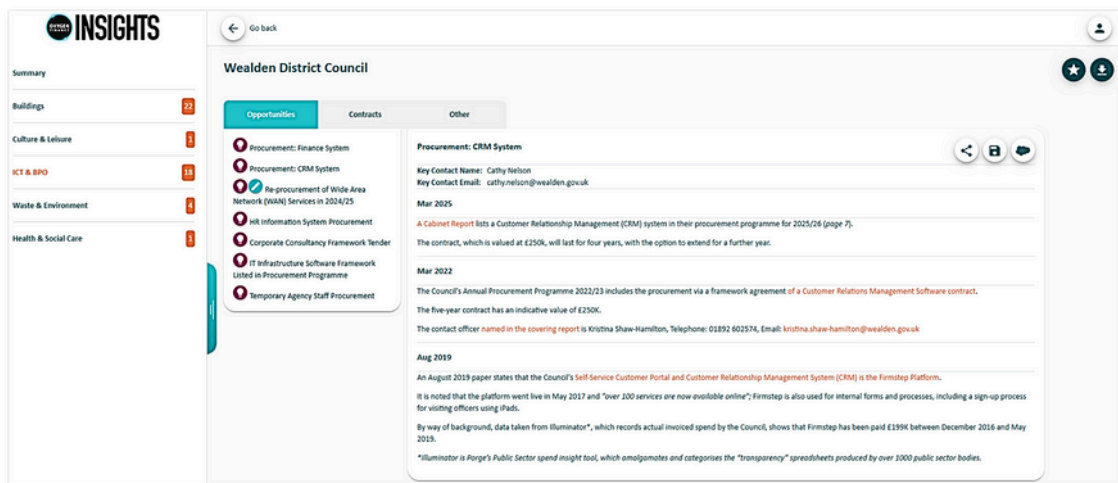 OXYGEN FINANCE INSIGHTS
Go back
Summary
Buildings 22
Culture & Leisure 1
ICT & BPO 18
Waste & Environment 4
Health & Social Care
Wealden District Council
Opportunities Contracts Other
Procurement: Finance System
Procurement: CRM System
Re-procurement of Wide Area
Network (WAN) Services in 2024/25
HR Information System Procurement
Corporate Consultancy Framework Tender
IT Infrastructure Software Framework
Listed in Procurement Programme
Temporary Agency Staff Procurement
Procurement: CRM System
Key Contact Name: Cathy Nelson
Key Contact Email: cathy.nelson@wealden.gov.uk
Mar 2025
A Cabinet Report lists a Customer Relationship Management (CRM) system in their procurement programme for 2025/26 (page 7).
The contract, which is valued at £250k, will last for four years, with the option to extend for a further year.
Mar 2022
The Council's Annual Procurement Programme 2022/23 includes the procurement via a framework agreement of a Customer Relations Management Software contract.
The five-year contract has an indicative value of £250K.
The contact officer named in the covering report is Kristina Shaw-Hamilton, Telephone: 01892 602574, Email: kristina.shaw-hamilton@wealden.gov.uk
Aug 2019
An August 2019 paper states that the Council's Self-Service Customer Portal and Customer Relationship Management System (CRM) is the Firmstep Platform.
It is noted that the platform went live in May 2017 and "over 100 services are now available online"; Firmstep is also used for internal forms and processes, including a sign-up process
for visiting officers using iPads.
By way of background, data taken from Illuminator*, which records actual invoiced spend by the Council, shows that Firmstep has been paid £199K between December 2016 and May
2019.
*Illuminator is Porge's Public Sector spend insight tool, which amalgamates and categorises the "transparency" spreadsheets produced by over 1000 public sector bodies.